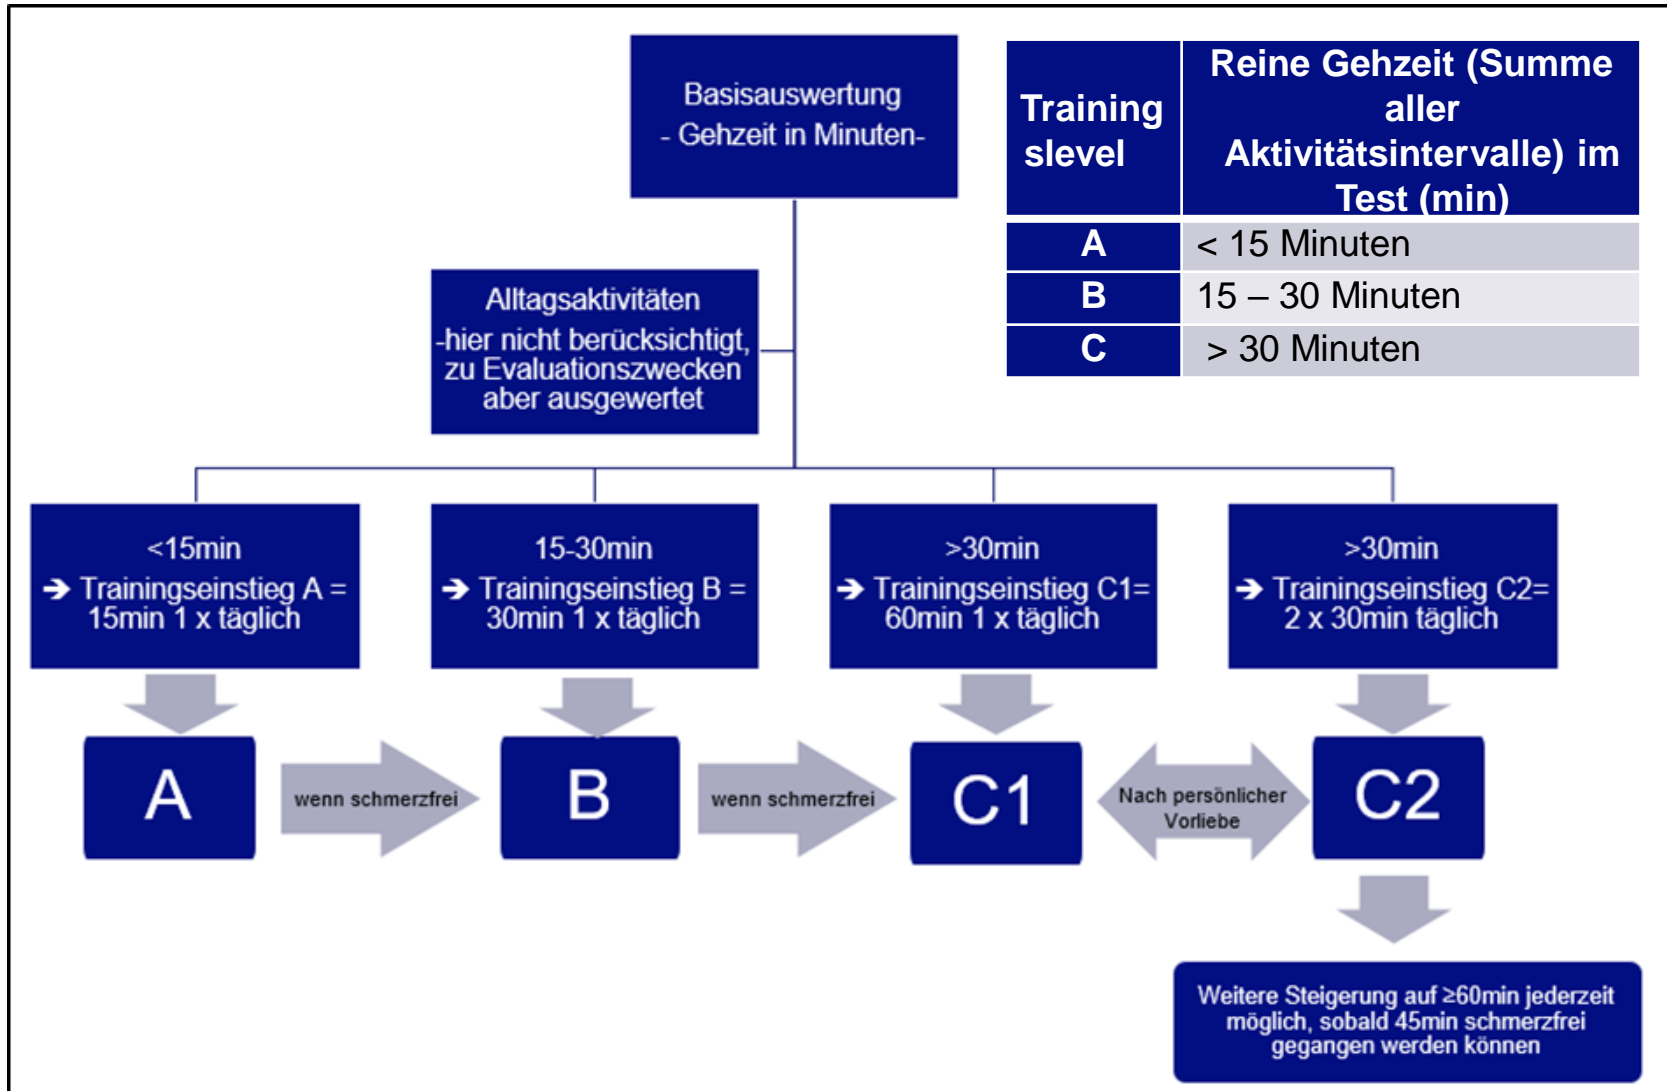 Basisauswertung
- Gehzeit in Minuten-
Training
slevel
Reine Gehzeit (Summe
aller
Aktivitätsintervalle) im
Test (min)
A
< 15 Minuten
B
15 – 30 Minuten
C
> 30 Minuten
Alltagsaktivitäten
-hier nicht berücksichtigt,
zu Evaluationszwecken
aber ausgewertet
<15min
➔ Trainingseinstieg A =
15min 1 x täglich
15-30min
➔ Trainingseinstieg B =
30min 1 x täglich
>30min
➔ Trainingseinstieg C1=
60min 1 x täglich
>30min
➔ Trainingseinstieg C2=
2 x 30min täglich
A
wenn schmerzfrei
B
wenn schmerzfrei
C1
Nach persönlicher
Vorliebe
C2
Weitere Steigerung auf ≥60min jederzeit
möglich, sobald 45min schmerzfrei
gegangen werden können